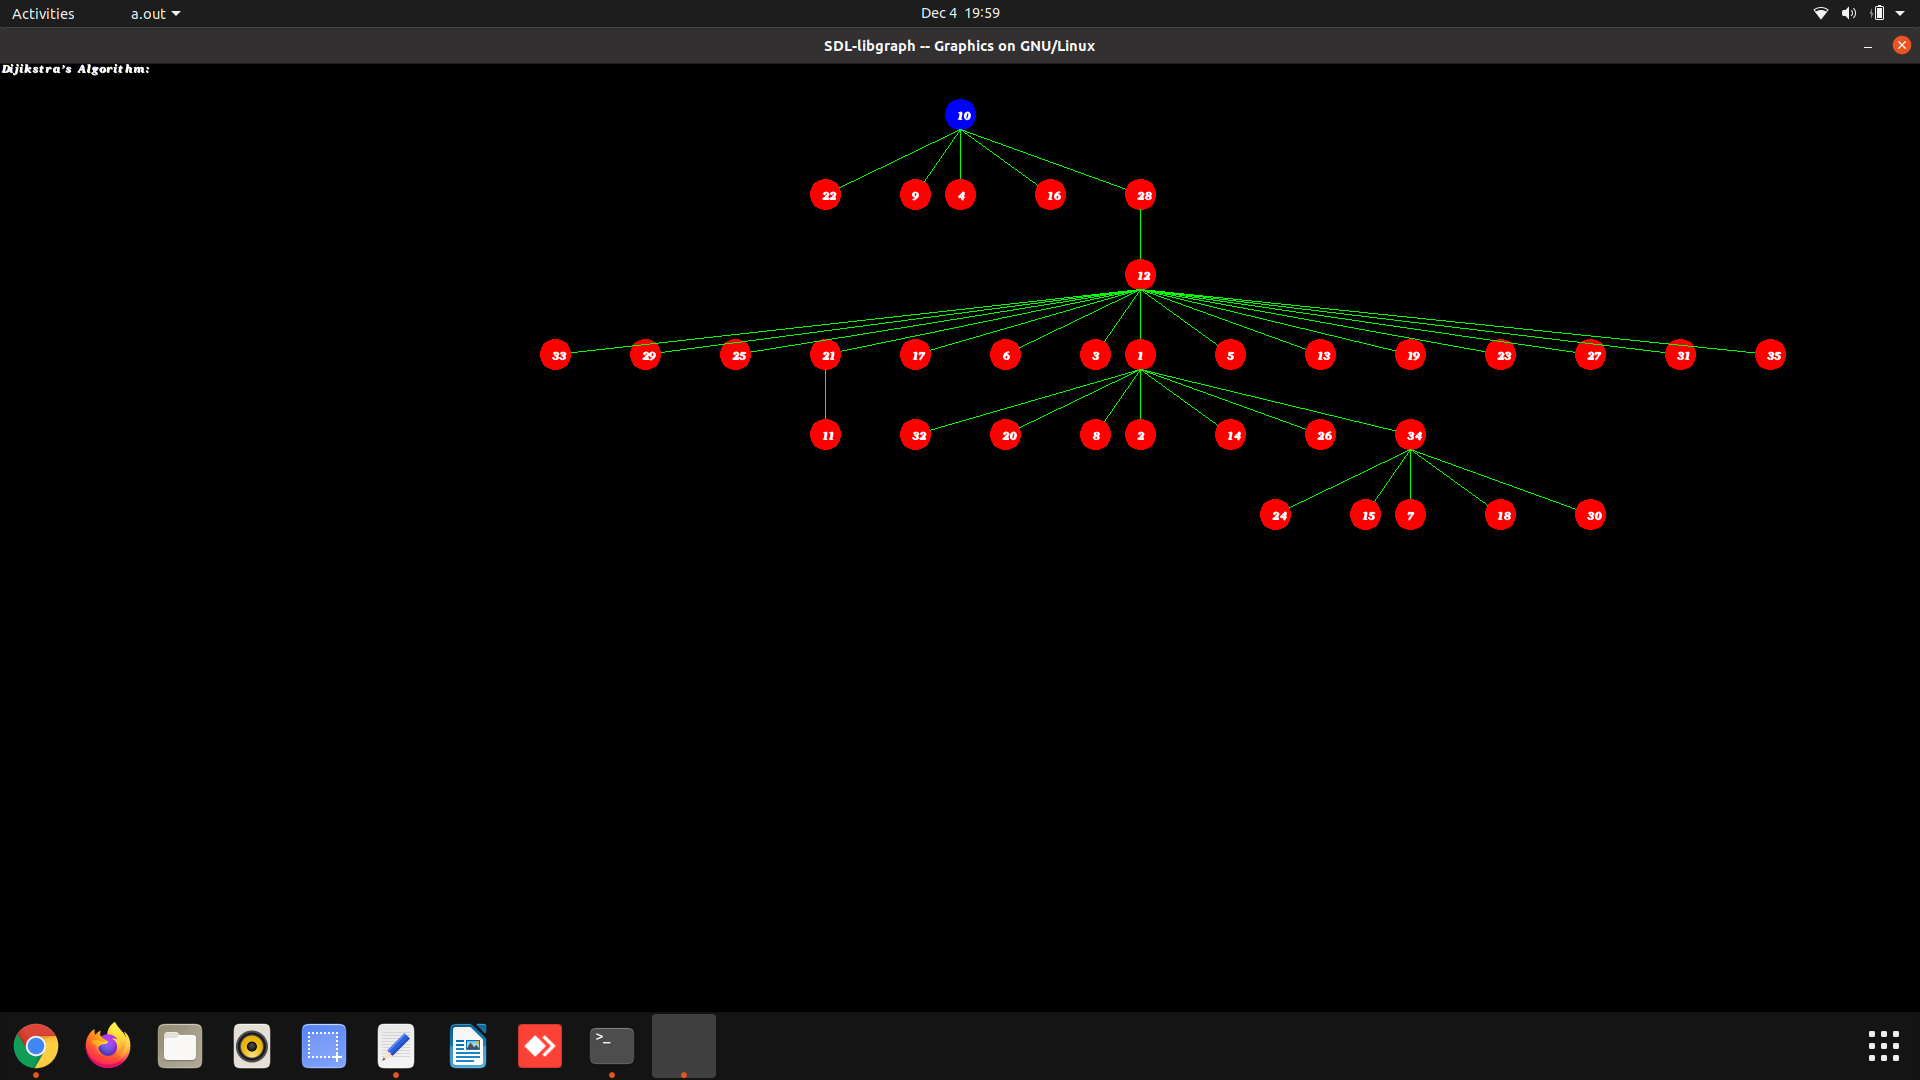 Activities a.out Dec 4 19:59
SDL-libgraph -- Graphics on GNU/Linux
Dijikstra's Algorithm:
10
22 9 4 16 28
12
33 29 25 21 17 6 3 1 5 13 19 23 27 31 35
11 32 20 8 2 14 26 34
24 15 7 18 30
>_